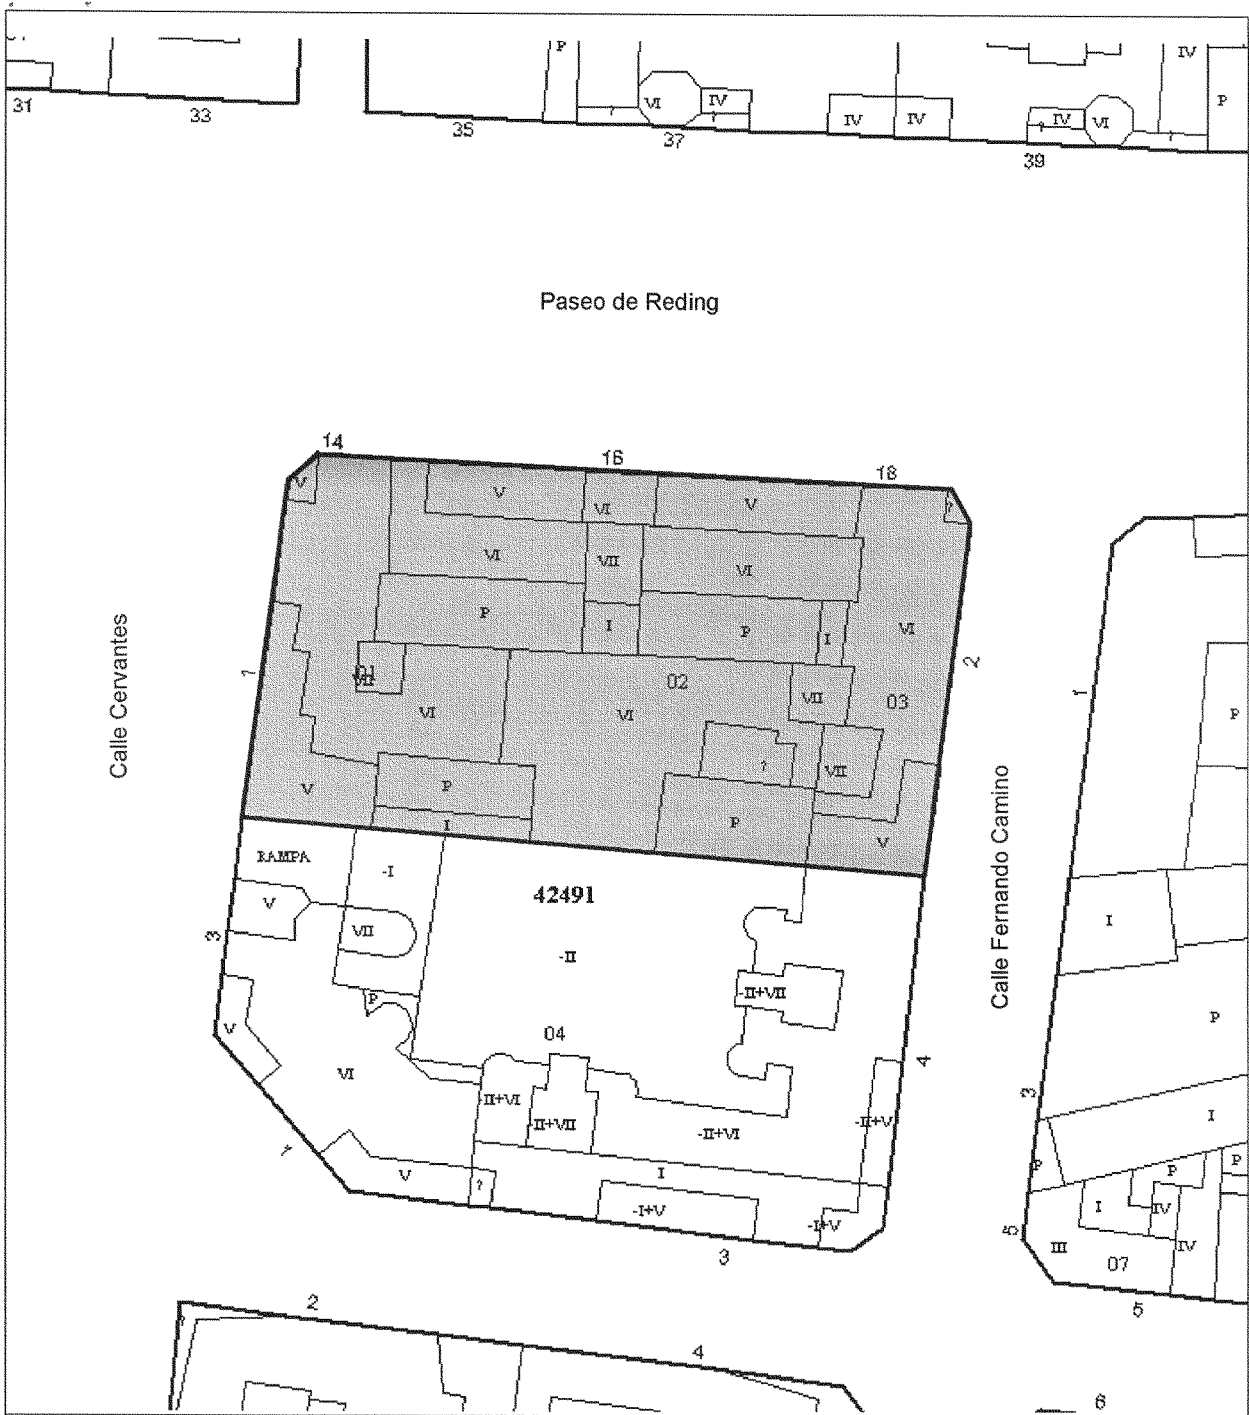 P
IV
31
33
35
VI
IV
?
?
37
IV
IV
?
IV
VI
?
P
39
Paseo de Reding
14
16
18
V
V
VI
V
?
VI
VII
VI
P
I
P
I
VI
Calle Cervantes
1
01
VII
VI
VI
02
VII
03
2
1
P
V
P
I
?
VII
P
V
Calle Fernando Camino
RAMPA
-I
42491
V
VII
3
-II
I
P
-II+VII
P
V
04
4
VI
-II+VI
-II+VII
-II+VI
-II+V
3
I
P
P
P
V
?
I
-I+V
-I+V
3
I
IV
IV
III
07
5
5
2
?
4
6